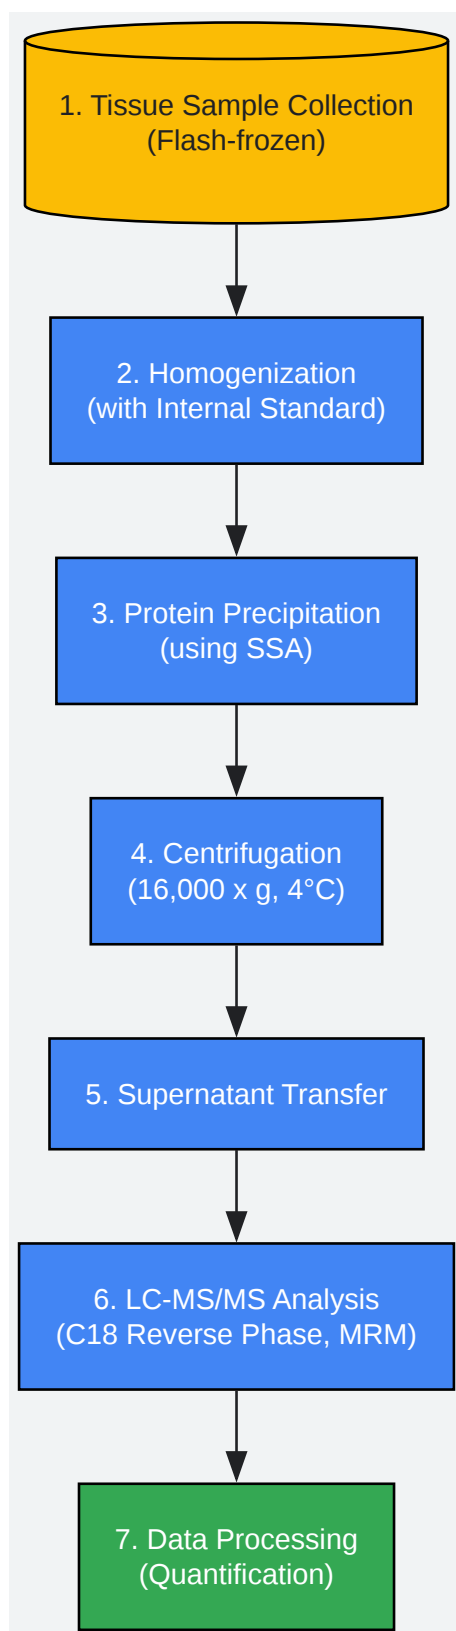 1. Tissue Sample Collection
(Flash-frozen)
2. Homogenization
(with Internal Standard)
3. Protein Precipitation
(using SSA)
4. Centrifugation
(16,000 x g, 4°C)
5. Supernatant Transfer
6. LC-MS/MS Analysis
(C18 Reverse Phase, MRM)
7. Data Processing
(Quantification)